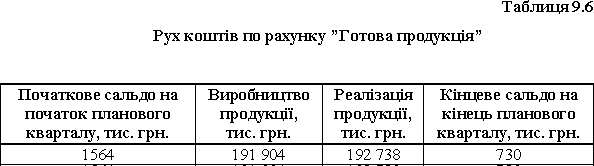 Таблиця 9.6
Рух коштів по рахунку ”Готова продукція”
Початкове сальдо на початок планового кварталу, тис. грн.
Виробництво продукції, тис. грн.
Реалізація продукції, тис. грн.
Кінцеве сальдо на кінець планового кварталу, тис. грн.
1564 191 904 192 738 730